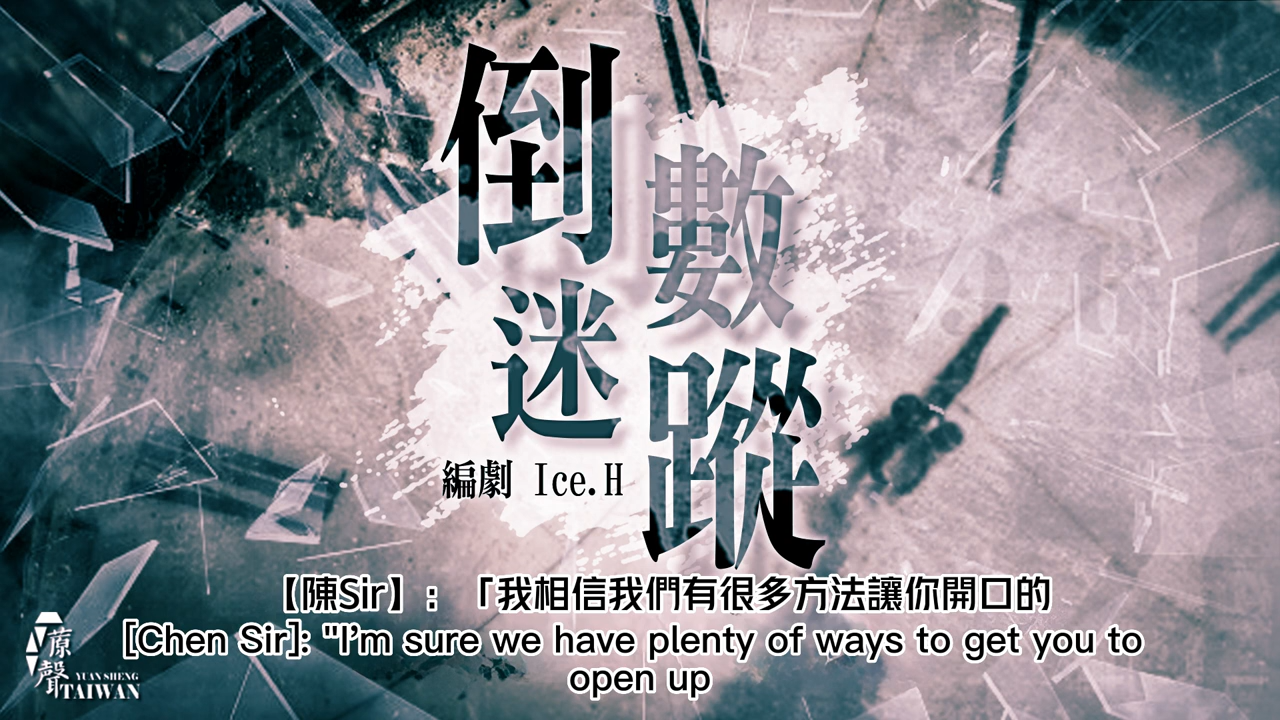 倒數
迷蹤
編劇 Ice.H
【陳Sir】：「我相信我們有很多方法讓你開口的
[Chen Sir]: "I'm sure we have plenty of ways to get you to
open up
原聲
YUAN SHENG
TAIWAN